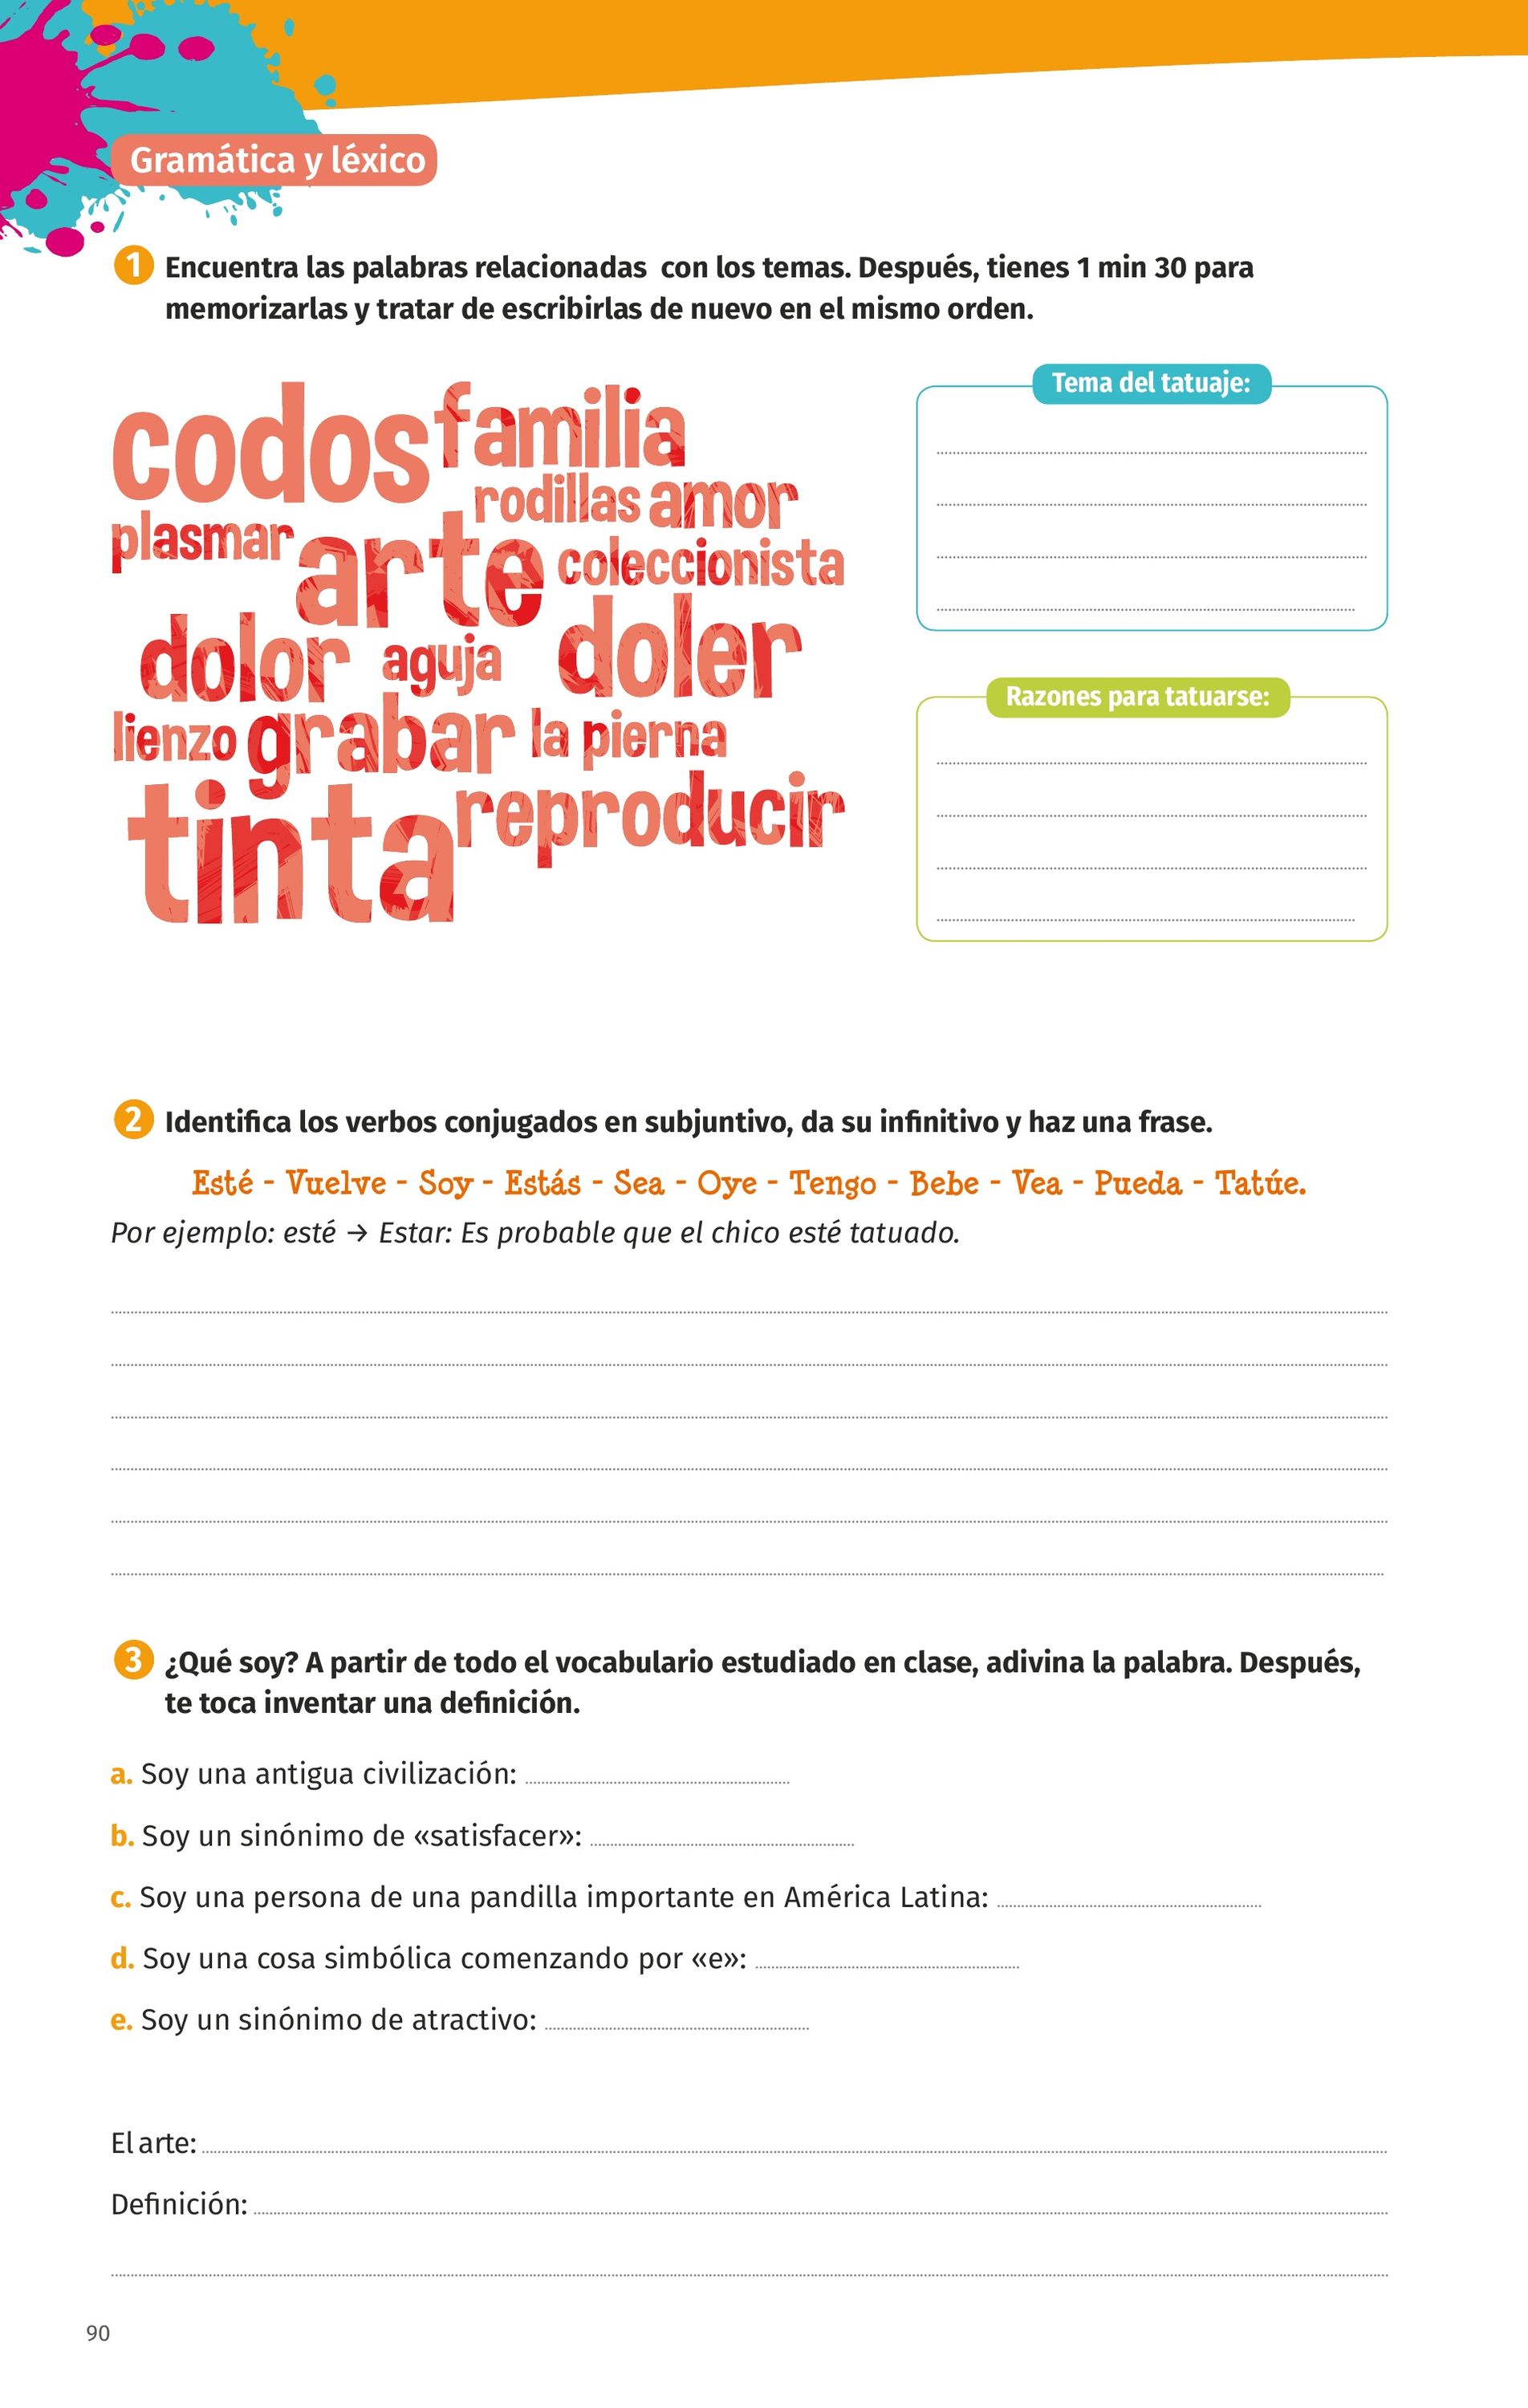 Gramática y léxico
1 Encuentra las palabras relacionadas con los temas. Después, tienes 1 min 30 para
memorizarlas y tratar de escribirlas de nuevo en el mismo orden.
codos familia
rodillas amor
plasmar arte coleccionista
dolor aguja doler
lienzo grabar la pierna
tinta reproducir
Tema del tatuaje:
Razones para tatuarse:
2 Identifica los verbos conjugados en subjuntivo, da su infinitivo y haz una frase.
Esté - Vuelve - Soy - Estás - Sea - Oye - Tengo - Bebe - Vea - Pueda - Tatúe.
Por ejemplo: esté → Estar: Es probable que el chico esté tatuado.
3 ¿Qué soy? A partir de todo el vocabulario estudiado en clase, adivina la palabra. Después,
te toca inventar una definición.
a. Soy una antigua civilización:
b. Soy un sinónimo de «satisfacer»:
c. Soy una persona de una pandilla importante en América Latina:
d. Soy una cosa simbólica comenzando por «e»:
e. Soy un sinónimo de atractivo:
El arte:
Definición:
90